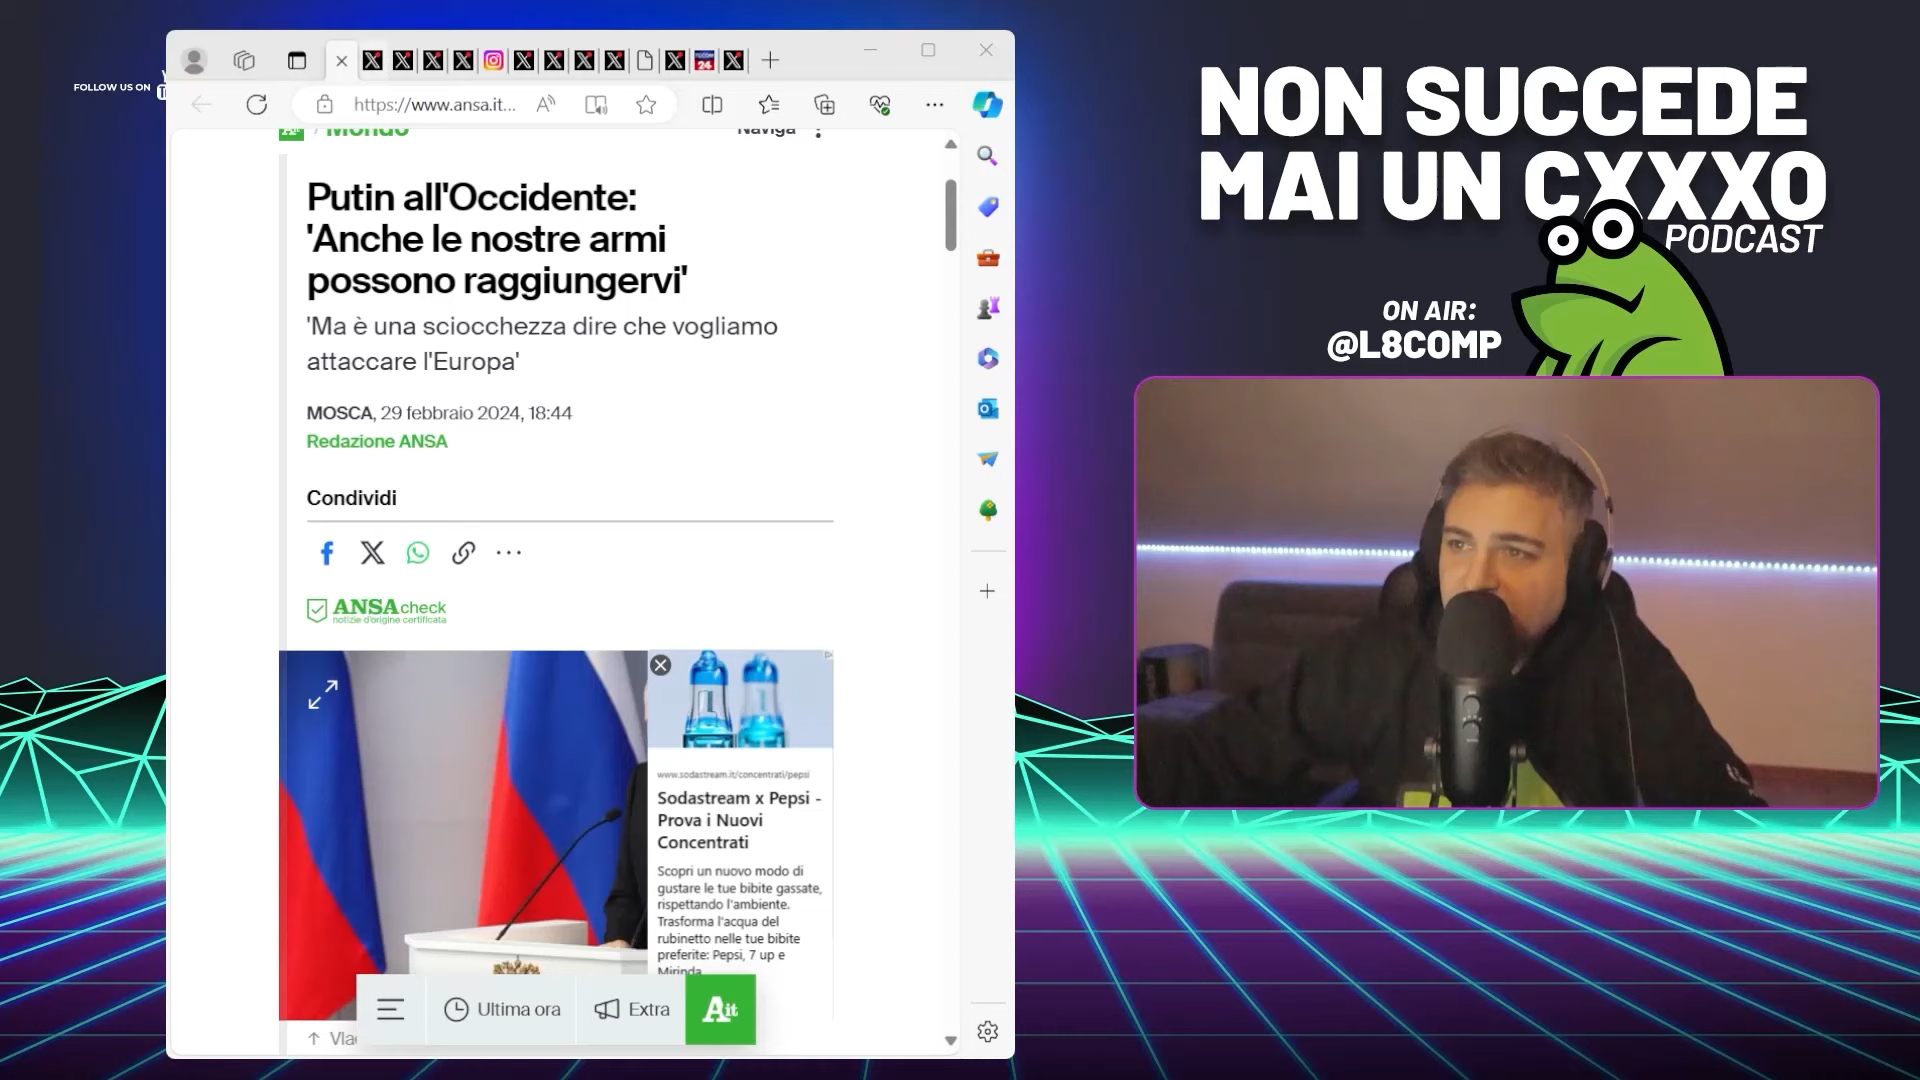 FOLLOW US ON
https://www.ansa.it...
24
Mondo
Naviga
Putin all'Occidente:
'Anche le nostre armi
possono raggiungervi'
'Ma è una sciocchezza dire che vogliamo
attaccare l'Europa'
MOSCA, 29 febbraio 2024, 18:44
Redazione ANSA
Condividi
ANSAcheck
notizie d'origine certificata
www.sodastream.it/concentrati/pepsi
Sodastream x Pepsi -
Prova i Nuovi
Concentrati
Scopri un nuovo modo di
gustare le tue bibite gassate,
rispettando l'ambiente.
Trasforma l'acqua del
rubinetto nelle tue bibite
preferite: Pepsi, 7 up e
Mirinda
Ultima ora
Extra
Ait
NON SUCCEDE
MAI UN CXXXO
PODCAST
ON AIR:
@L8COMP